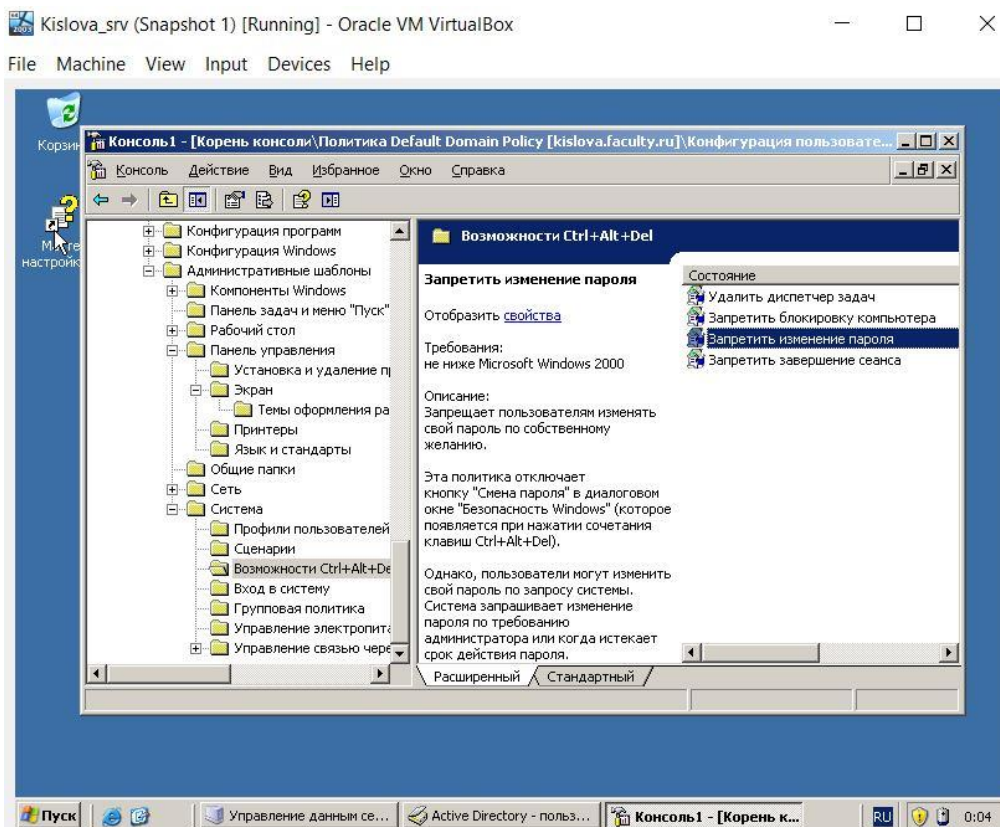 Kislova_srv (Snapshot 1) [Running] - Oracle VM VirtualBox
File Machine View Input Devices Help
Консоль1 - [Корень консоли\Политика Default Domain Policy [kislova.faculty.ru]\Конфигурация пользовате...
Консоль Действие Вид Избранное Окно Справка
Корзин
настройк
Конфигурация программ
Конфигурация Windows
Административные шаблоны
Компоненты Windows
Панель задач и меню "Пуск"
Рабочий стол
Панель управления
Установка и удаление п
Экран
Темы оформления ра
Принтеры
Язык и стандарты
Общие папки
Сеть
Система
Профили пользователей
Сценарии
Возможности Ctrl+Alt+De
Вход в систему
Групповая политика
Управление электропита
Управление связью чере
Возможности Ctrl+Alt+Del
Запретить изменение пароля
Отобразить свойства
Требования:
не ниже Microsoft Windows 2000
Описание:
Запрещает пользователям изменять
свой пароль по собственному
желанию.
Эта политика отключает
кнопку "Смена пароля" в диалоговом
окне "Безопасность Windows" (которое
появляется при нажатии сочетания
клавиш Ctrl+Alt+Del).
Однако, пользователи могут изменить
свой пароль по запросу системы.
Система запрашивает изменение
пароля по требованию
администратора или когда истекает
срок действия пароля.
Состояние
Удалить диспетчер задач
Запретить блокировку компьютера
Запретить изменение пароля
Запретить завершение сеанса
Расширенный Стандартный
Пуск
Управление данным се...
Active Directory - польз...
Консоль1 - [Корень к...
RU
0:04